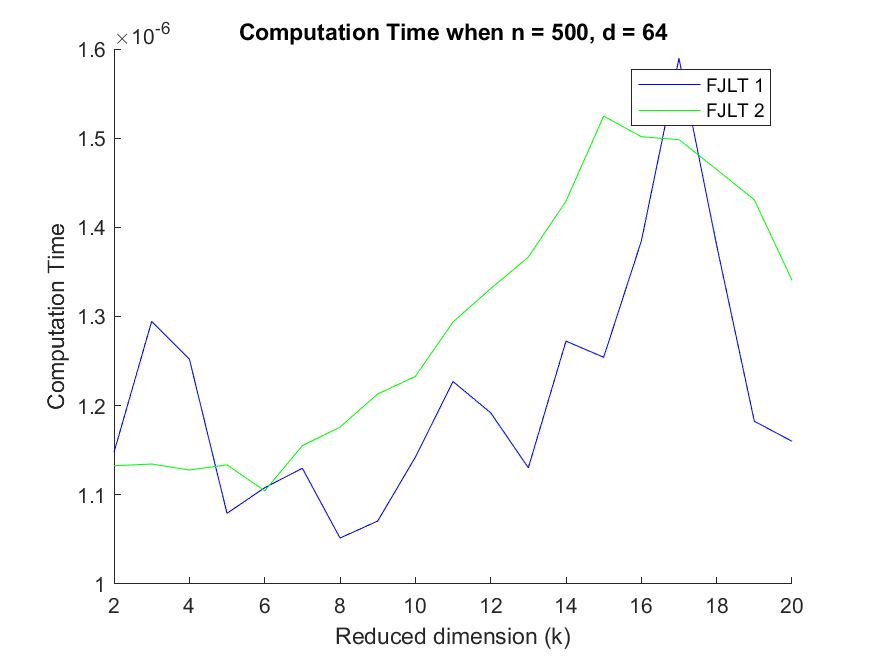 Computation Time when n = 500, d = 64
×10-6
1.6
1.5
1.4
1.3
1.2
1.1
1
Computation Time
FJLT 1
FJLT 2
2 4 6 8 10 12 14 16 18 20
Reduced dimension (k)